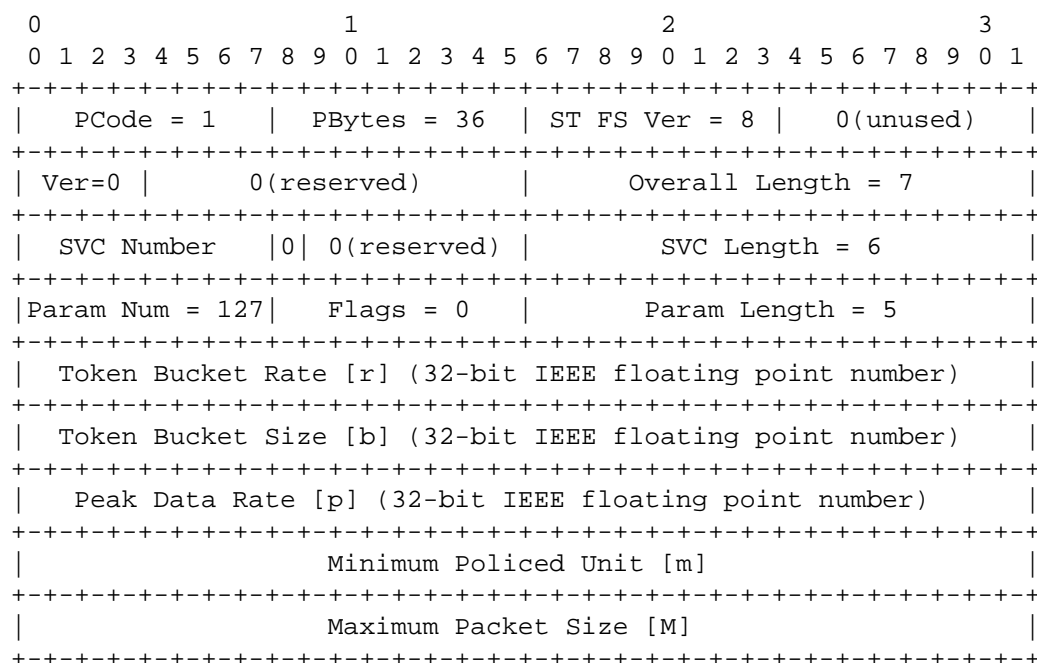 0                   1                   2                   3
 0 1 2 3 4 5 6 7 8 9 0 1 2 3 4 5 6 7 8 9 0 1 2 3 4 5 6 7 8 9 0 1
+-+-+-+-+-+-+-+-+-+-+-+-+-+-+-+-+-+-+-+-+-+-+-+-+-+-+-+-+-+-+-+-+
|   PCode = 1   |  PBytes = 36  | ST FS Ver = 8 |   0(unused)   |
+-+-+-+-+-+-+-+-+-+-+-+-+-+-+-+-+-+-+-+-+-+-+-+-+-+-+-+-+-+-+-+-+
| Ver=0 |      0(reserved)      |      Overall Length = 7       |
+-+-+-+-+-+-+-+-+-+-+-+-+-+-+-+-+-+-+-+-+-+-+-+-+-+-+-+-+-+-+-+-+
|  SVC Number   |0| 0(reserved) |        SVC Length = 6         |
+-+-+-+-+-+-+-+-+-+-+-+-+-+-+-+-+-+-+-+-+-+-+-+-+-+-+-+-+-+-+-+-+
|Param Num = 127|   Flags = 0   |       Param Length = 5        |
+-+-+-+-+-+-+-+-+-+-+-+-+-+-+-+-+-+-+-+-+-+-+-+-+-+-+-+-+-+-+-+-+
|  Token Bucket Rate [r] (32-bit IEEE floating point number)    |
+-+-+-+-+-+-+-+-+-+-+-+-+-+-+-+-+-+-+-+-+-+-+-+-+-+-+-+-+-+-+-+-+
|  Token Bucket Size [b] (32-bit IEEE floating point number)    |
+-+-+-+-+-+-+-+-+-+-+-+-+-+-+-+-+-+-+-+-+-+-+-+-+-+-+-+-+-+-+-+-+
|   Peak Data Rate [p] (32-bit IEEE floating point number)      |
+-+-+-+-+-+-+-+-+-+-+-+-+-+-+-+-+-+-+-+-+-+-+-+-+-+-+-+-+-+-+-+-+
|                   Minimum Policed Unit [m]                    |
+-+-+-+-+-+-+-+-+-+-+-+-+-+-+-+-+-+-+-+-+-+-+-+-+-+-+-+-+-+-+-+-+
|                   Maximum Packet Size [M]                     |
+-+-+-+-+-+-+-+-+-+-+-+-+-+-+-+-+-+-+-+-+-+-+-+-+-+-+-+-+-+-+-+-+